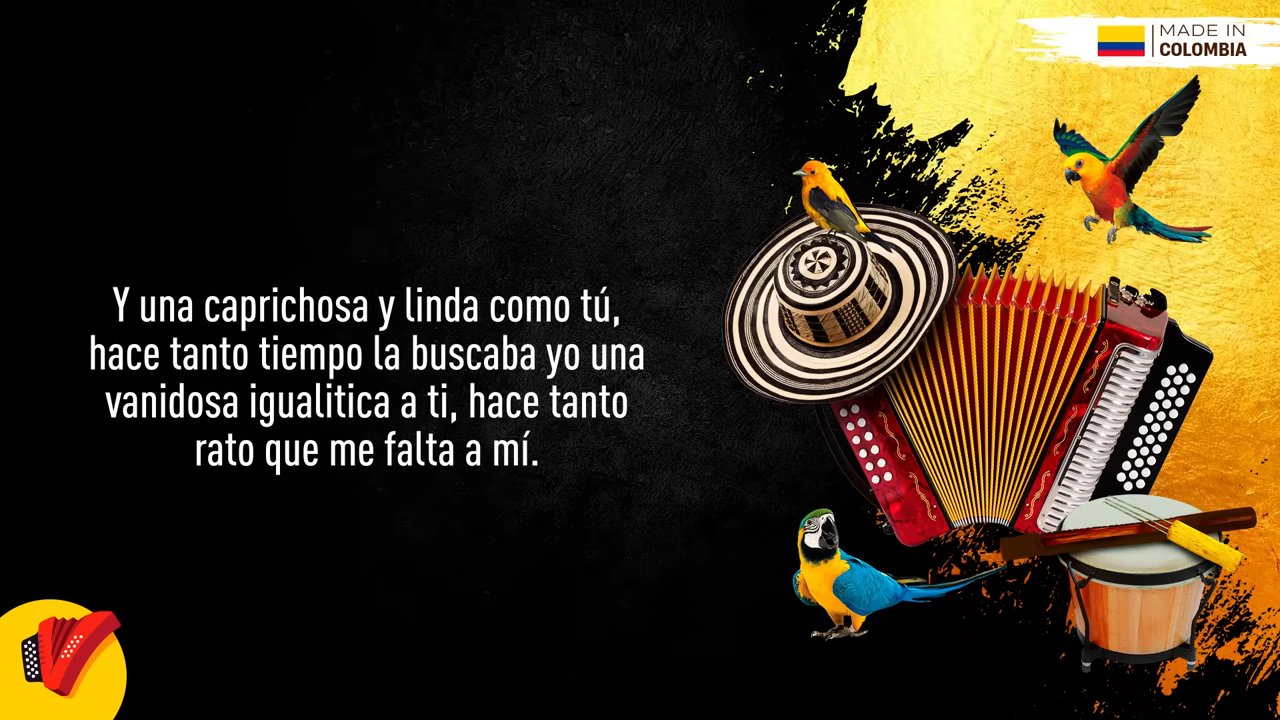 MADE IN
COLOMBIA
Y una caprichosa y linda como tú,
hace tanto tiempo la buscaba yo una
vanidosa igualitica a ti, hace tanto
rato que me falta a mí.